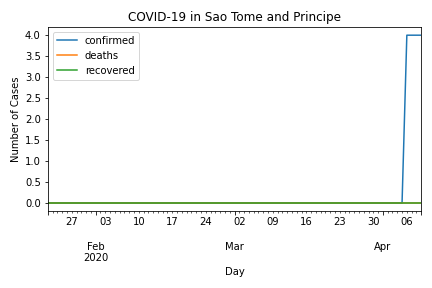 COVID-19 in Sao Tome and Principe
confirmed
deaths
recovered
Number of Cases
4.0
3.5
3.0
2.5
2.0
1.5
1.0
0.5
0.0
27 03 10 17 24 02 09 16 23 30 06
Feb Mar Apr
2020
Day